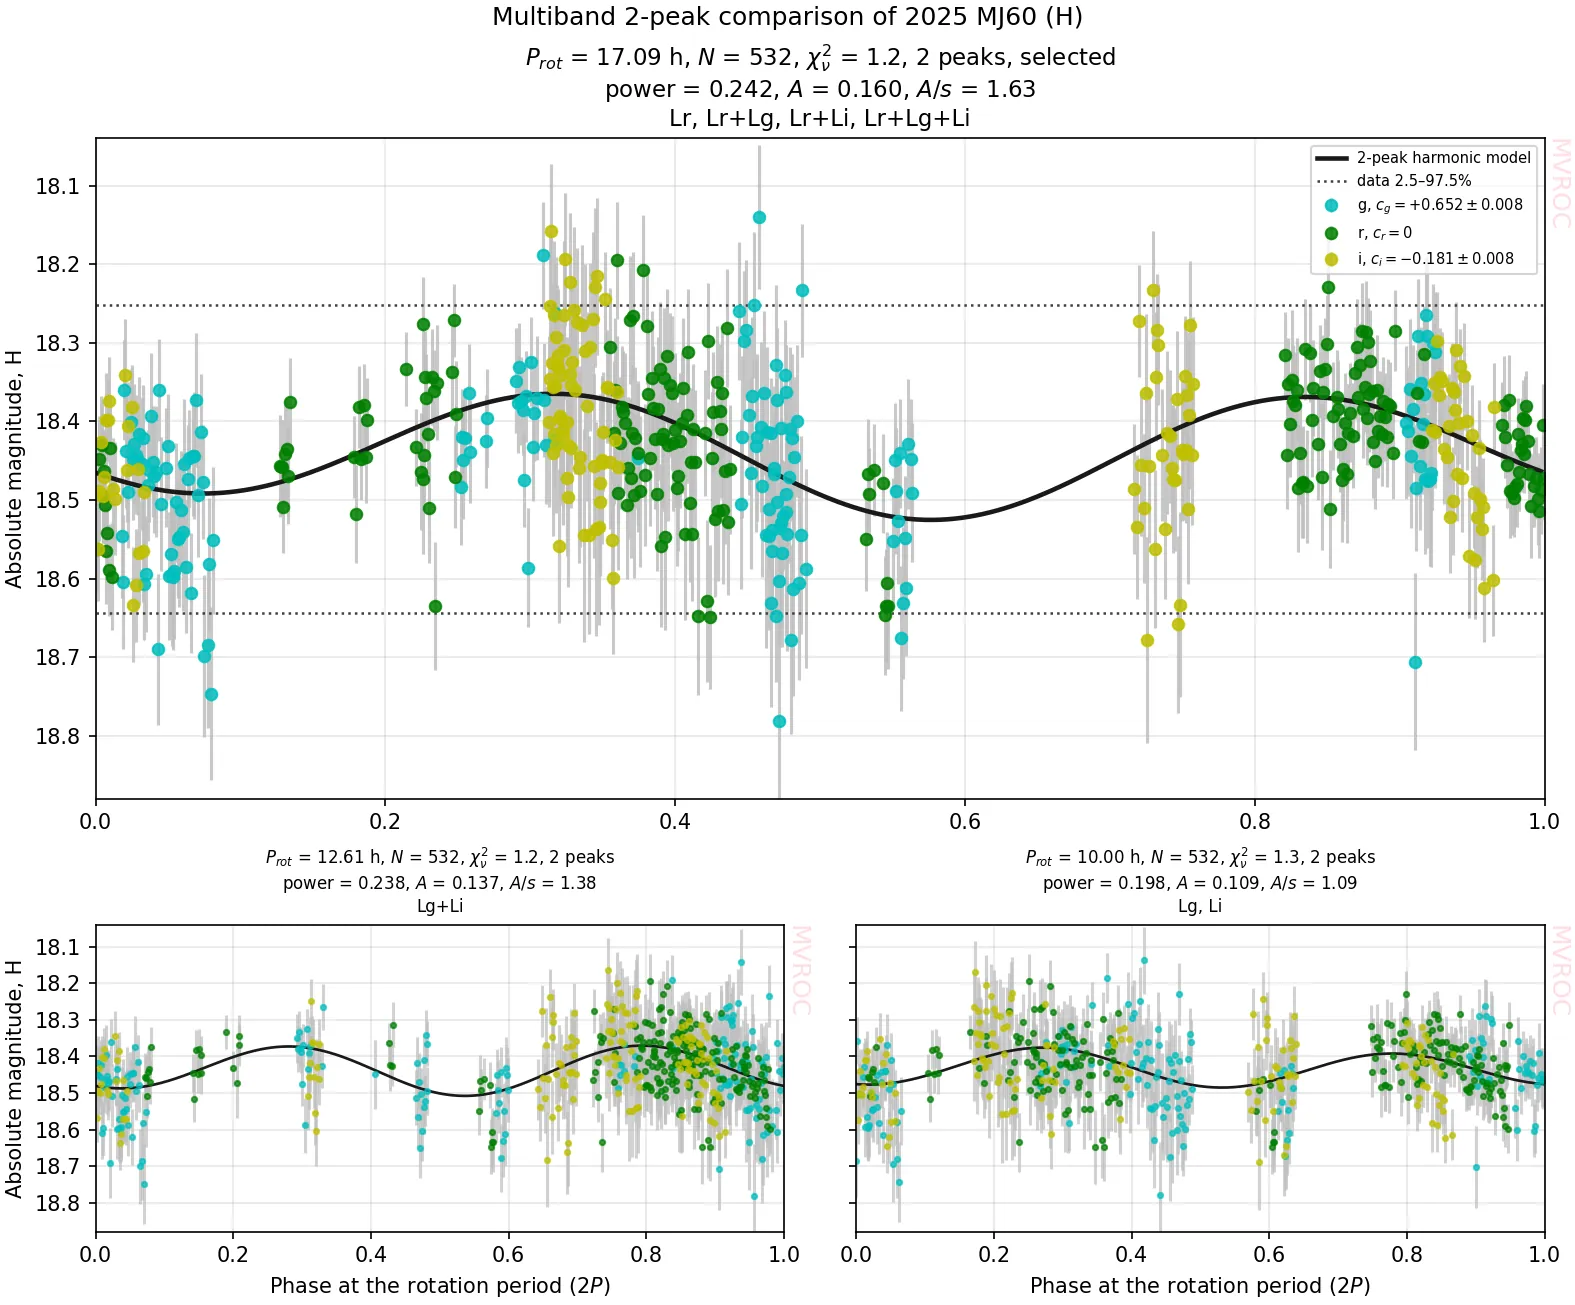 Multiband 2-peak comparison of 2025 MJ60 (H)
P_rot = 17.09 h, N = 532, χ²_ν = 1.2, 2 peaks, selected
power = 0.242, A = 0.160, A/s = 1.63
Lr, Lr+Lg, Lr+Li, Lr+Lg+Li
MVROC
2-peak harmonic model
data 2.5–97.5%
g, c_g = +0.652 ± 0.008
r, c_r = 0
i, c_i = −0.181 ± 0.008
Absolute magnitude, H
18.1
18.2
18.3
18.4
18.5
18.6
18.7
18.8
0.0 0.2 0.4 0.6 0.8 1.0
P_rot = 12.61 h, N = 532, χ²_ν = 1.2, 2 peaks
power = 0.238, A = 0.137, A/s = 1.38
Lg+Li
MVROC
Absolute magnitude, H
18.1
18.2
18.3
18.4
18.5
18.6
18.7
18.8
0.0 0.2 0.4 0.6 0.8 1.0
Phase at the rotation period (2P)
P_rot = 10.00 h, N = 532, χ²_ν = 1.3, 2 peaks
power = 0.198, A = 0.109, A/s = 1.09
Lg, Li
MVROC
0.0 0.2 0.4 0.6 0.8 1.0
Phase at the rotation period (2P)